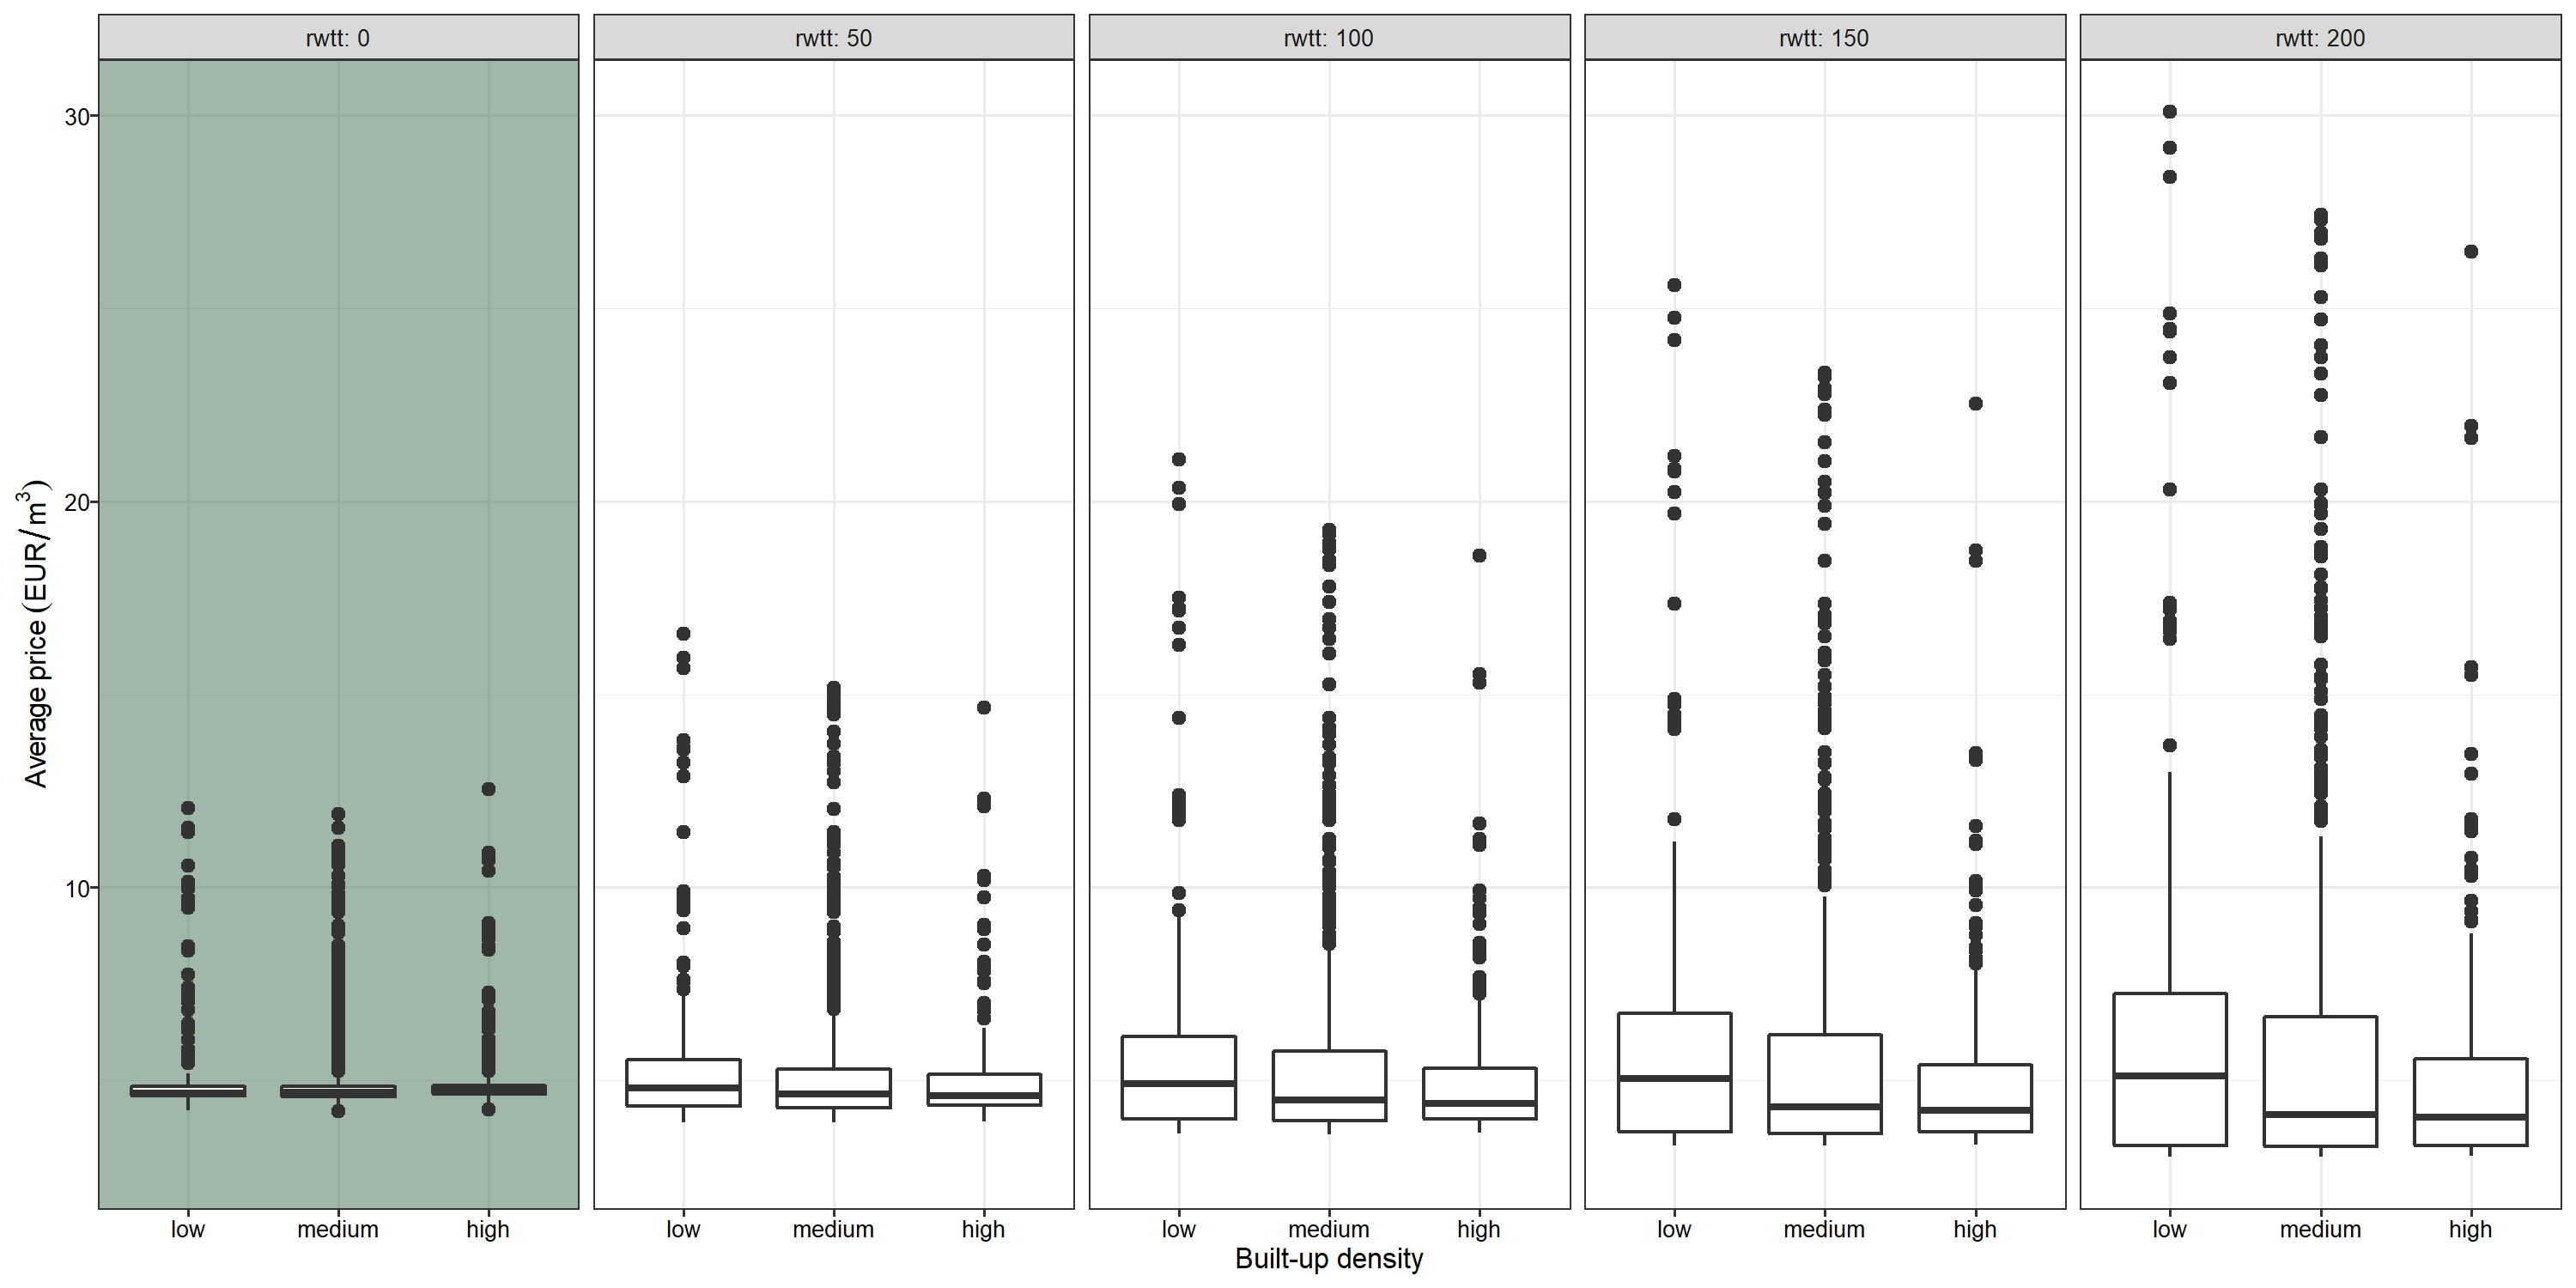 rwtt: 0 rwtt: 50 rwtt: 100 rwtt: 150 rwtt: 200
Average price (EUR/m³)
30
20
10
low medium high low medium high low medium high low medium high low medium high
Built-up density